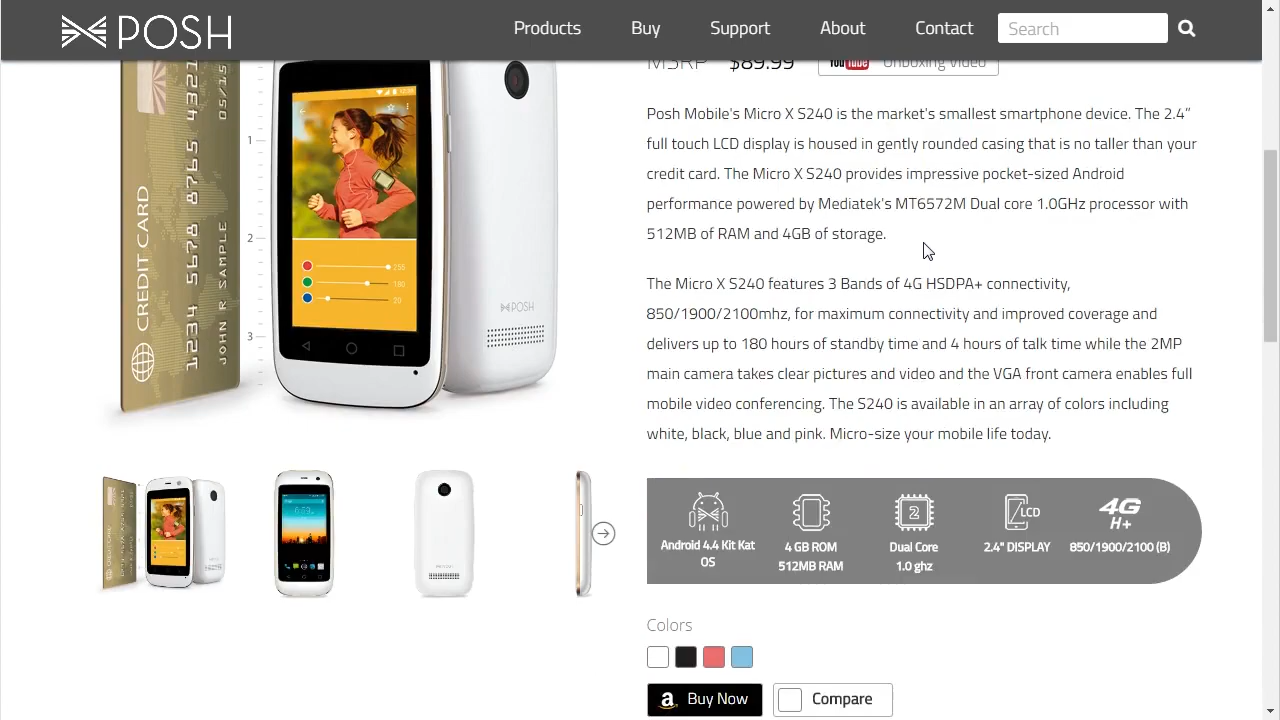 POSH
Products
Buy
Support
About
Contact
Search
MSRP $89.99
YouTube Unboxing Video
Posh Mobile's Micro X S240 is the market's smallest smartphone device. The 2.4"
full touch LCD display is housed in gently rounded casing that is no taller than your
credit card. The Micro X S240 provides impressive pocket-sized Android
performance powered by Mediatek's MT6572M Dual core 1.0GHz processor with
512MB of RAM and 4GB of storage.
The Micro X S240 features 3 Bands of 4G HSDPA+ connectivity,
850/1900/2100mhz, for maximum connectivity and improved coverage and
delivers up to 180 hours of standby time and 4 hours of talk time while the 2MP
main camera takes clear pictures and video and the VGA front camera enables full
mobile video conferencing. The S240 is available in an array of colors including
white, black, blue and pink. Micro-size your mobile life today.
CREDIT CARD
1234 5678 8765 4321
JOHN R SAMPLE
05/15
1
2
3
255
180
20
POSH
LCD
4G
H+
2
Android 4.4 Kit Kat
OS
4 GB ROM
512MB RAM
Dual Core
1.0 ghz
2.4" DISPLAY
850/1900/2100 (B)
Colors
a Buy Now
Compare